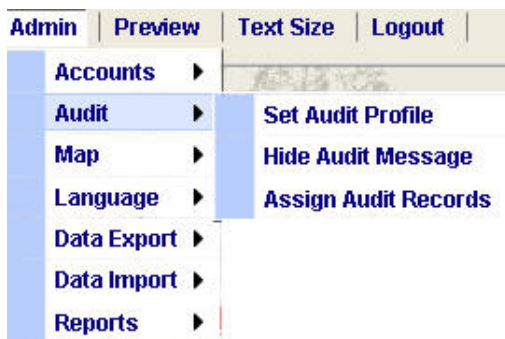 Admin | Preview | Text Size | Logout |
Accounts
Audit
Set Audit Profile
Map
Hide Audit Message
Language
Assign Audit Records
Data Export
Data Import
Reports